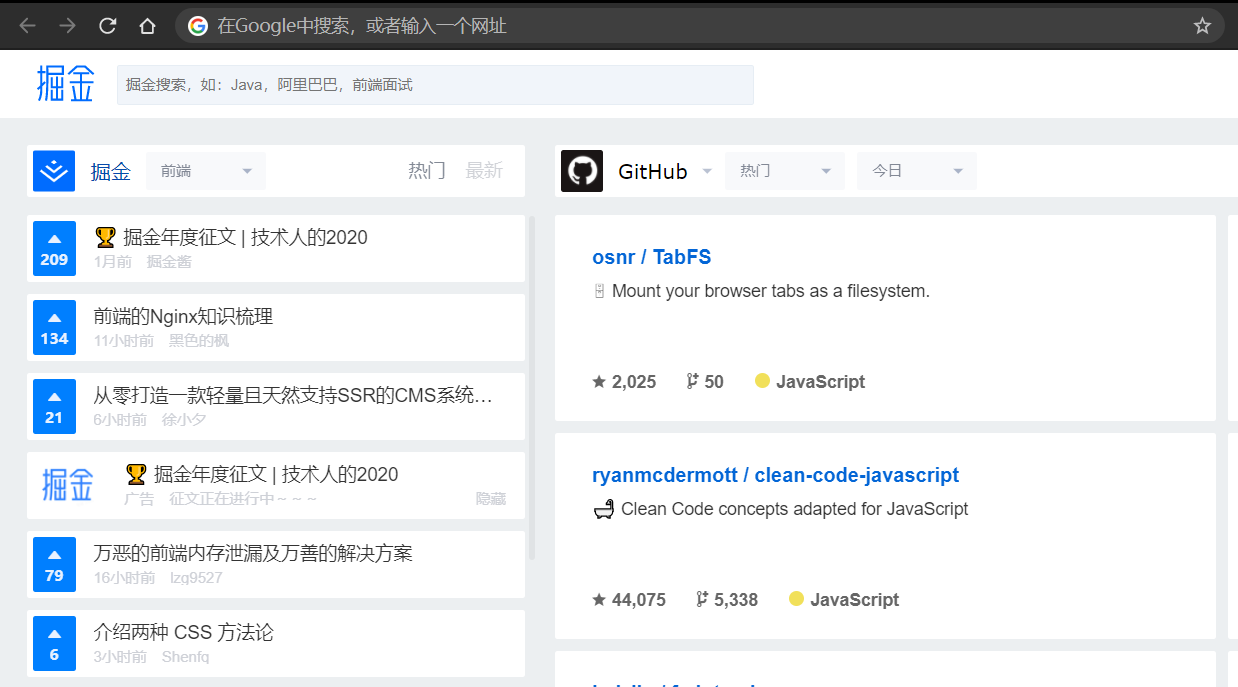 在Google中搜索，或者输入一个网址
掘金
掘金搜索，如：Java，阿里巴巴，前端面试
掘金 前端 热门 最新
209
🏆 掘金年度征文 | 技术人的2020
1月前 掘金酱
134
前端的Nginx知识梳理
11小时前 黑色的枫
21
从零打造一款轻量且天然支持SSR的CMS系统…
6小时前 徐小夕
掘金
🏆 掘金年度征文 | 技术人的2020
广告 征文正在进行中～～～ 隐藏
79
万恶的前端内存泄漏及万善的解决方案
16小时前 lzg9527
6
介绍两种 CSS 方法论
3小时前 Shenfq
GitHub 热门 今日
osnr / TabFS
🗄 Mount your browser tabs as a filesystem.
★ 2,025 50 JavaScript
ryanmcdermott / clean-code-javascript
🛁 Clean Code concepts adapted for JavaScript
★ 44,075 5,338 JavaScript